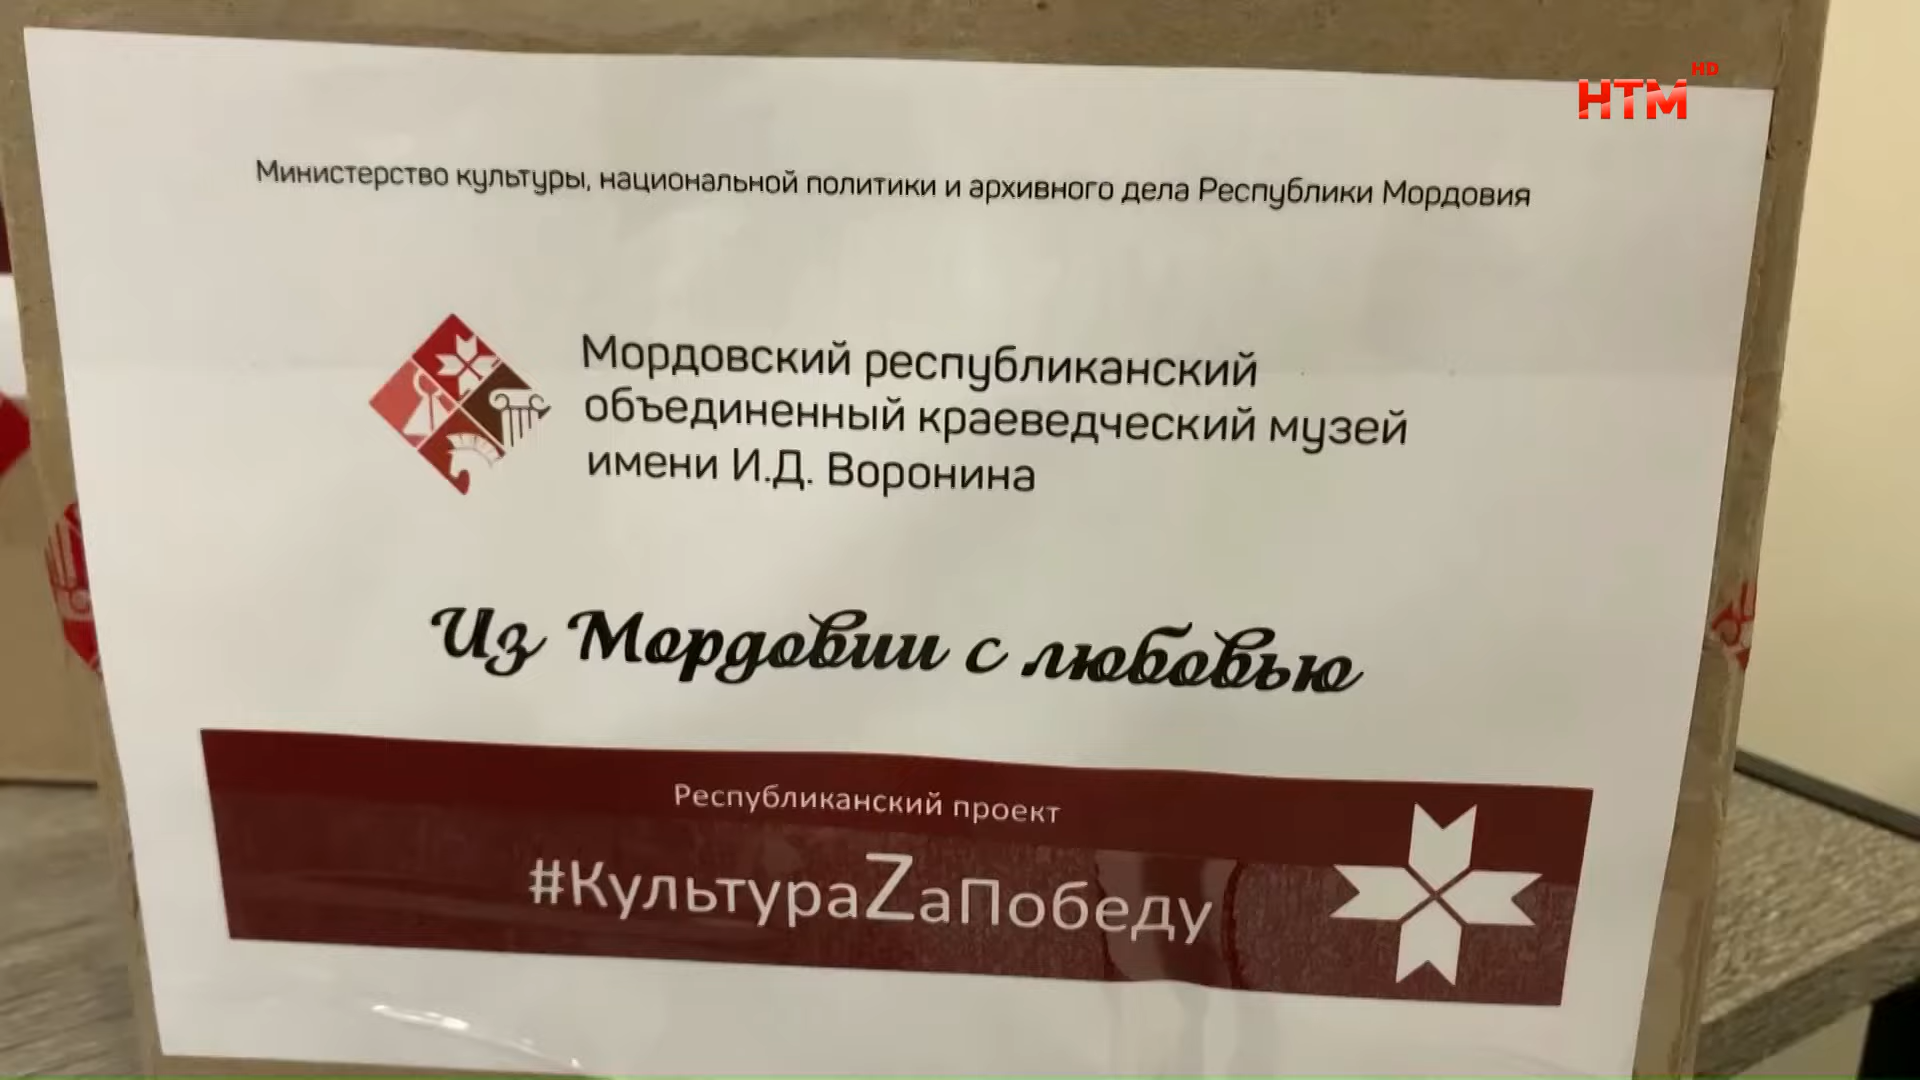 НТМ HD
Министерство культуры, национальной политики и архивного дела Республики Мордовия
Мордовский республиканский
объединенный краеведческий музей
имени И.Д. Воронина
Из Мордовии с любовью
Республиканский проект
#КультураZаПобеду